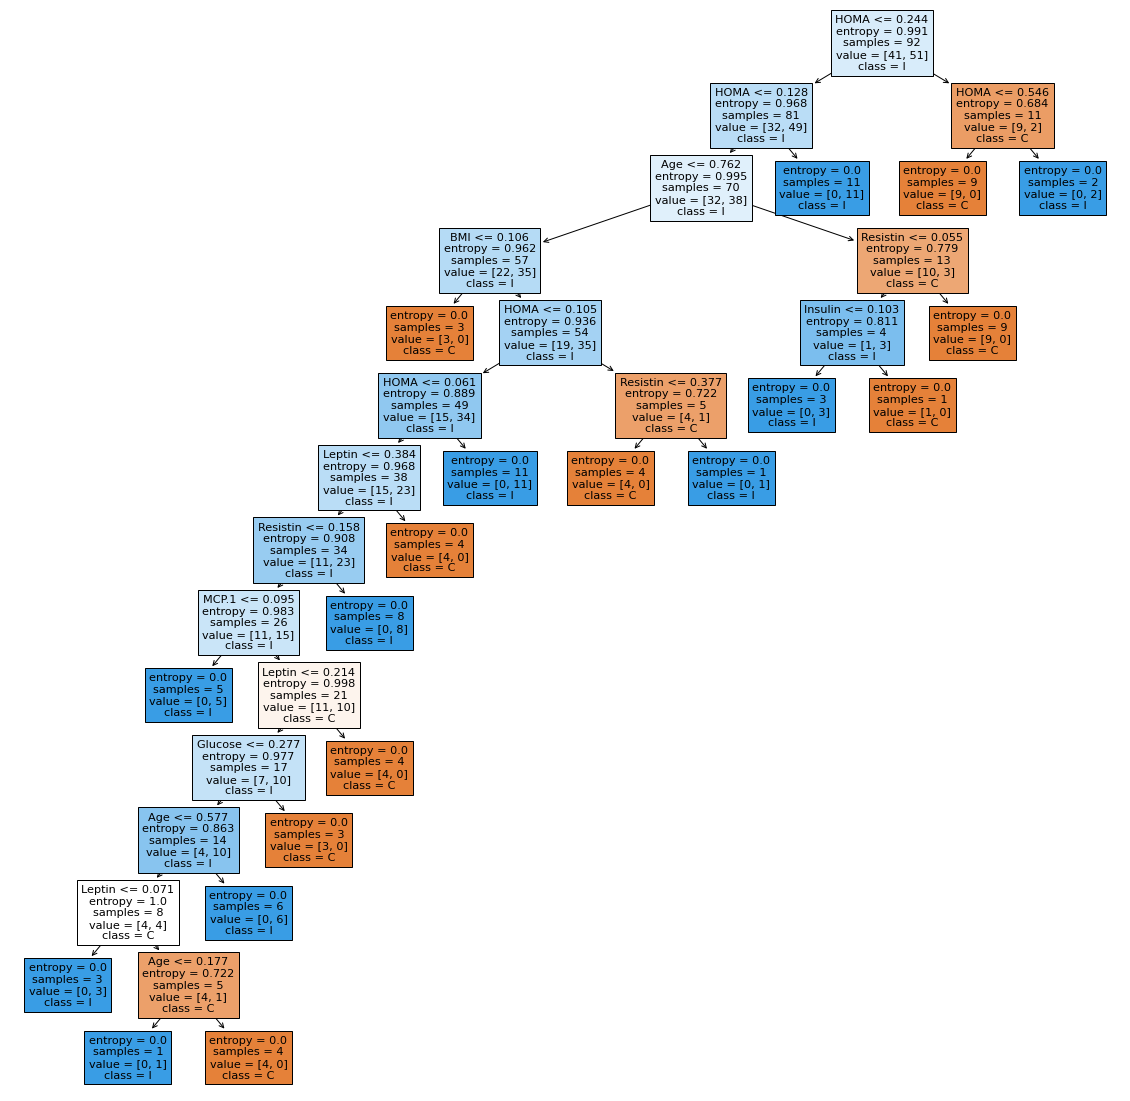 HOMA <= 0.244
entropy = 0.991
samples = 92
value = [41, 51]
class = I
HOMA <= 0.128
entropy = 0.968
samples = 81
value = [32, 49]
class = I
HOMA <= 0.546
entropy = 0.684
samples = 11
value = [9, 2]
class = C
Age <= 0.762
entropy = 0.995
samples = 70
value = [32, 38]
class = I
entropy = 0.0
samples = 11
value = [0, 11]
class = I
entropy = 0.0
samples = 9
value = [9, 0]
class = C
entropy = 0.0
samples = 2
value = [0, 2]
class = I
BMI <= 0.106
entropy = 0.962
samples = 57
value = [22, 35]
class = I
Resistin <= 0.055
entropy = 0.779
samples = 13
value = [10, 3]
class = C
entropy = 0.0
samples = 3
value = [3, 0]
class = C
HOMA <= 0.105
entropy = 0.936
samples = 54
value = [19, 35]
class = I
Insulin <= 0.103
entropy = 0.811
samples = 4
value = [1, 3]
class = I
entropy = 0.0
samples = 9
value = [9, 0]
class = C
HOMA <= 0.061
entropy = 0.889
samples = 49
value = [15, 34]
class = I
Resistin <= 0.377
entropy = 0.722
samples = 5
value = [4, 1]
class = C
entropy = 0.0
samples = 3
value = [0, 3]
class = I
entropy = 0.0
samples = 1
value = [1, 0]
class = C
Leptin <= 0.384
entropy = 0.968
samples = 38
value = [15, 23]
class = I
entropy = 0.0
samples = 11
value = [0, 11]
class = I
entropy = 0.0
samples = 4
value = [4, 0]
class = C
entropy = 0.0
samples = 1
value = [0, 1]
class = I
Resistin <= 0.158
entropy = 0.908
samples = 34
value = [11, 23]
class = I
entropy = 0.0
samples = 4
value = [4, 0]
class = C
MCP.1 <= 0.095
entropy = 0.983
samples = 26
value = [11, 15]
class = I
entropy = 0.0
samples = 8
value = [0, 8]
class = I
entropy = 0.0
samples = 5
value = [0, 5]
class = I
Leptin <= 0.214
entropy = 0.998
samples = 21
value = [11, 10]
class = C
Glucose <= 0.277
entropy = 0.977
samples = 17
value = [7, 10]
class = I
entropy = 0.0
samples = 4
value = [4, 0]
class = C
Age <= 0.577
entropy = 0.863
samples = 14
value = [4, 10]
class = I
entropy = 0.0
samples = 3
value = [3, 0]
class = C
Leptin <= 0.071
entropy = 1.0
samples = 8
value = [4, 4]
class = C
entropy = 0.0
samples = 6
value = [0, 6]
class = I
entropy = 0.0
samples = 3
value = [0, 3]
class = I
Age <= 0.177
entropy = 0.722
samples = 5
value = [4, 1]
class = C
entropy = 0.0
samples = 1
value = [0, 1]
class = I
entropy = 0.0
samples = 4
value = [4, 0]
class = C